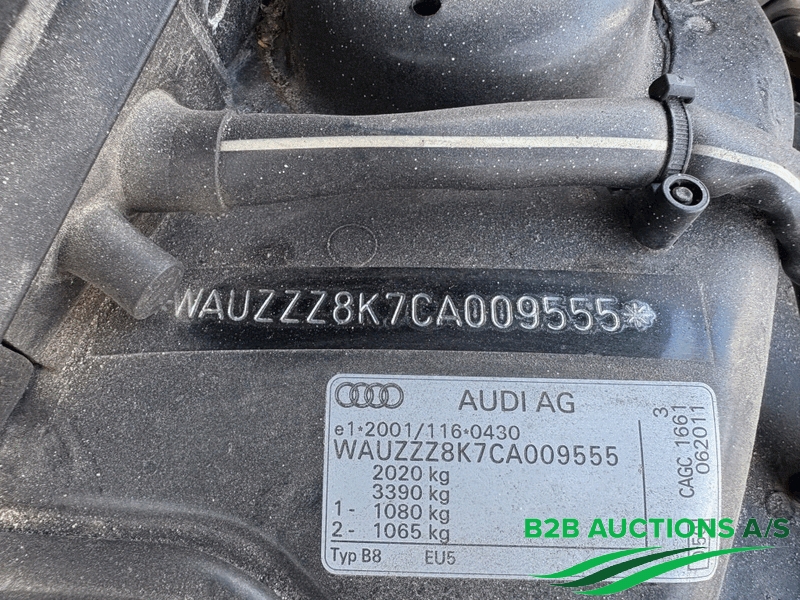 WAUZZZ8K7CA009555*
AUDI AG
e1*2001/116*0430
WAUZZZ8K7CA009555
2020 kg
3390 kg
1 - 1080 kg
2 - 1065 kg
Typ B8 EU5
3
CAGC 1661
062011
B2B AUCTIONS A/S